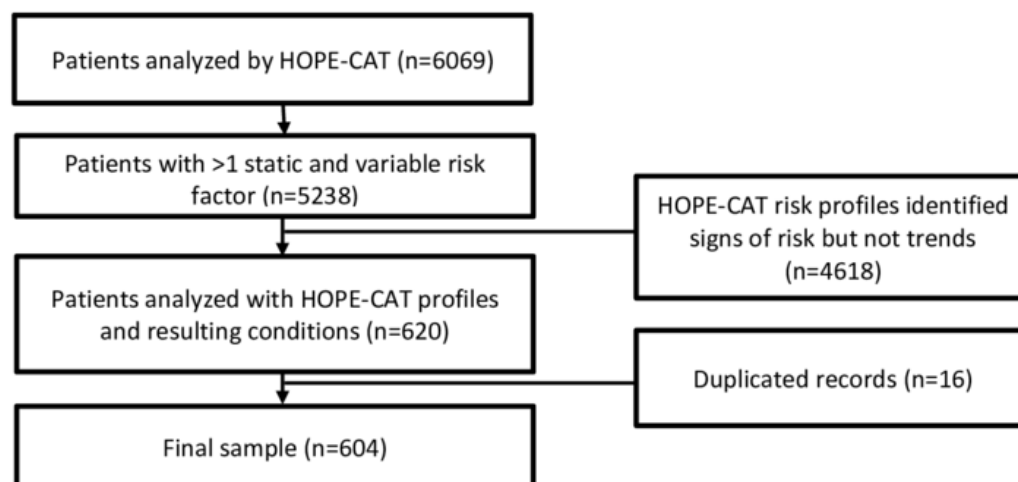 Patients analyzed by HOPE-CAT (n=6069)
Patients with >1 static and variable risk
factor (n=5238)
HOPE-CAT risk profiles identified
signs of risk but not trends
(n=4618)
Patients analyzed with HOPE-CAT profiles
and resulting conditions (n=620)
Duplicated records (n=16)
Final sample (n=604)